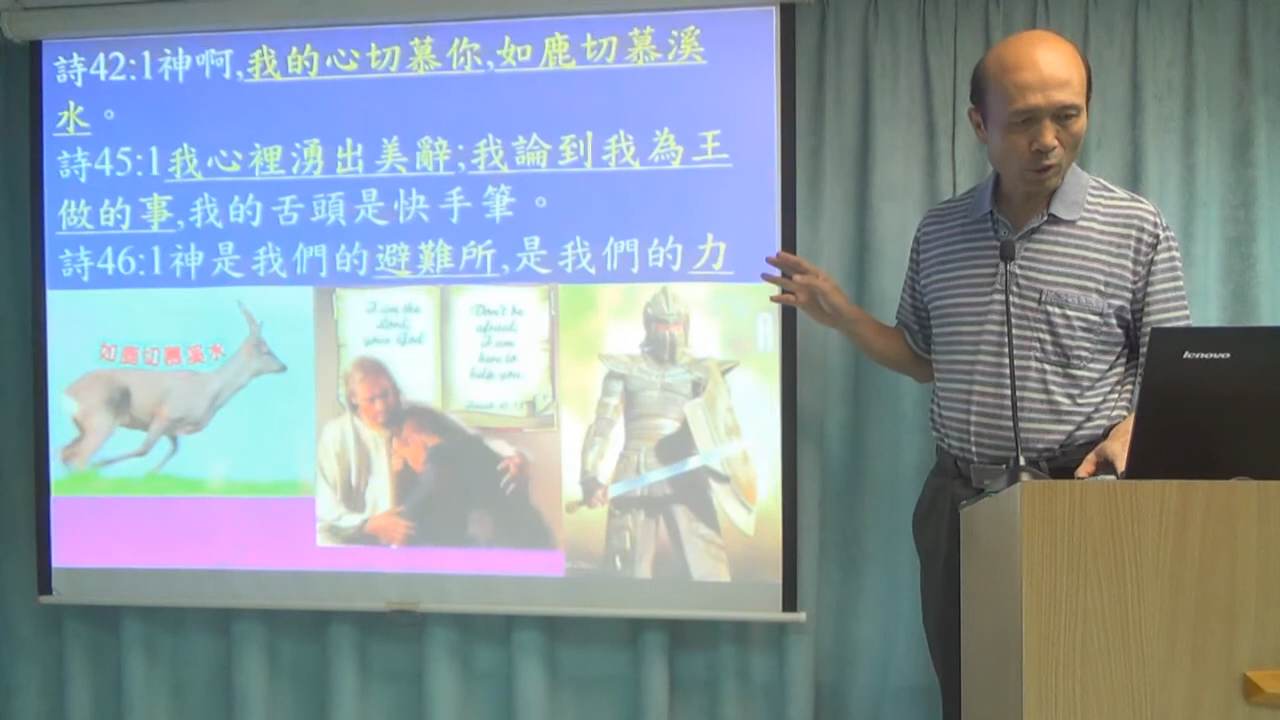 詩42:1神啊,我的心切慕你,如鹿切慕溪
水。
詩45:1我心裡湧出美辭;我論到我為王
做的事,我的舌頭是快手筆。
詩46:1神是我們的避難所,是我們的力
如鹿切慕溪水
I am the
Lord,
your God
Don't be
afraid;
I am
here to
help you
lenovo